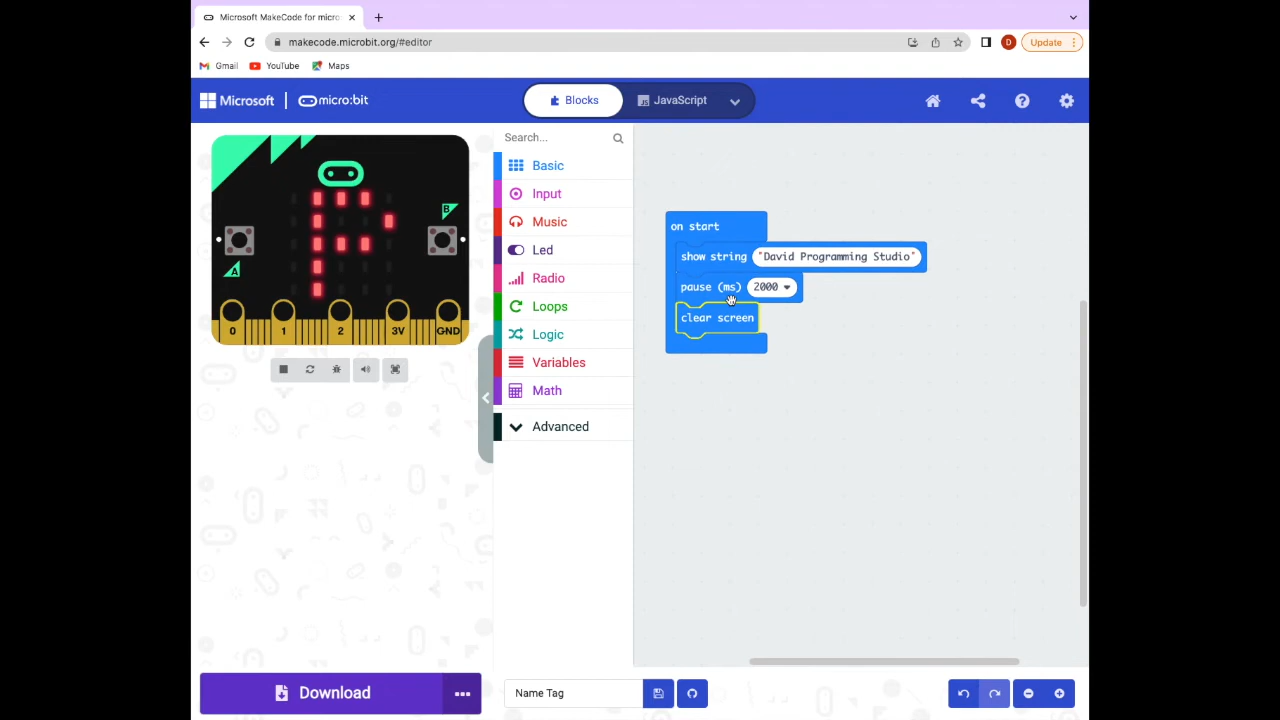 Microsoft MakeCode for micro:
makecode.microbit.org/#editor
D
Update
Gmail
YouTube
Maps
Microsoft
micro:bit
Blocks
JavaScript
B
A
0
1
2
3V
GND
Search...
Basic
Input
Music
Led
Radio
Loops
Logic
Variables
Math
Advanced
on start
show string "David Programming Studio"
pause (ms) 2000
clear screen
Download
Name Tag